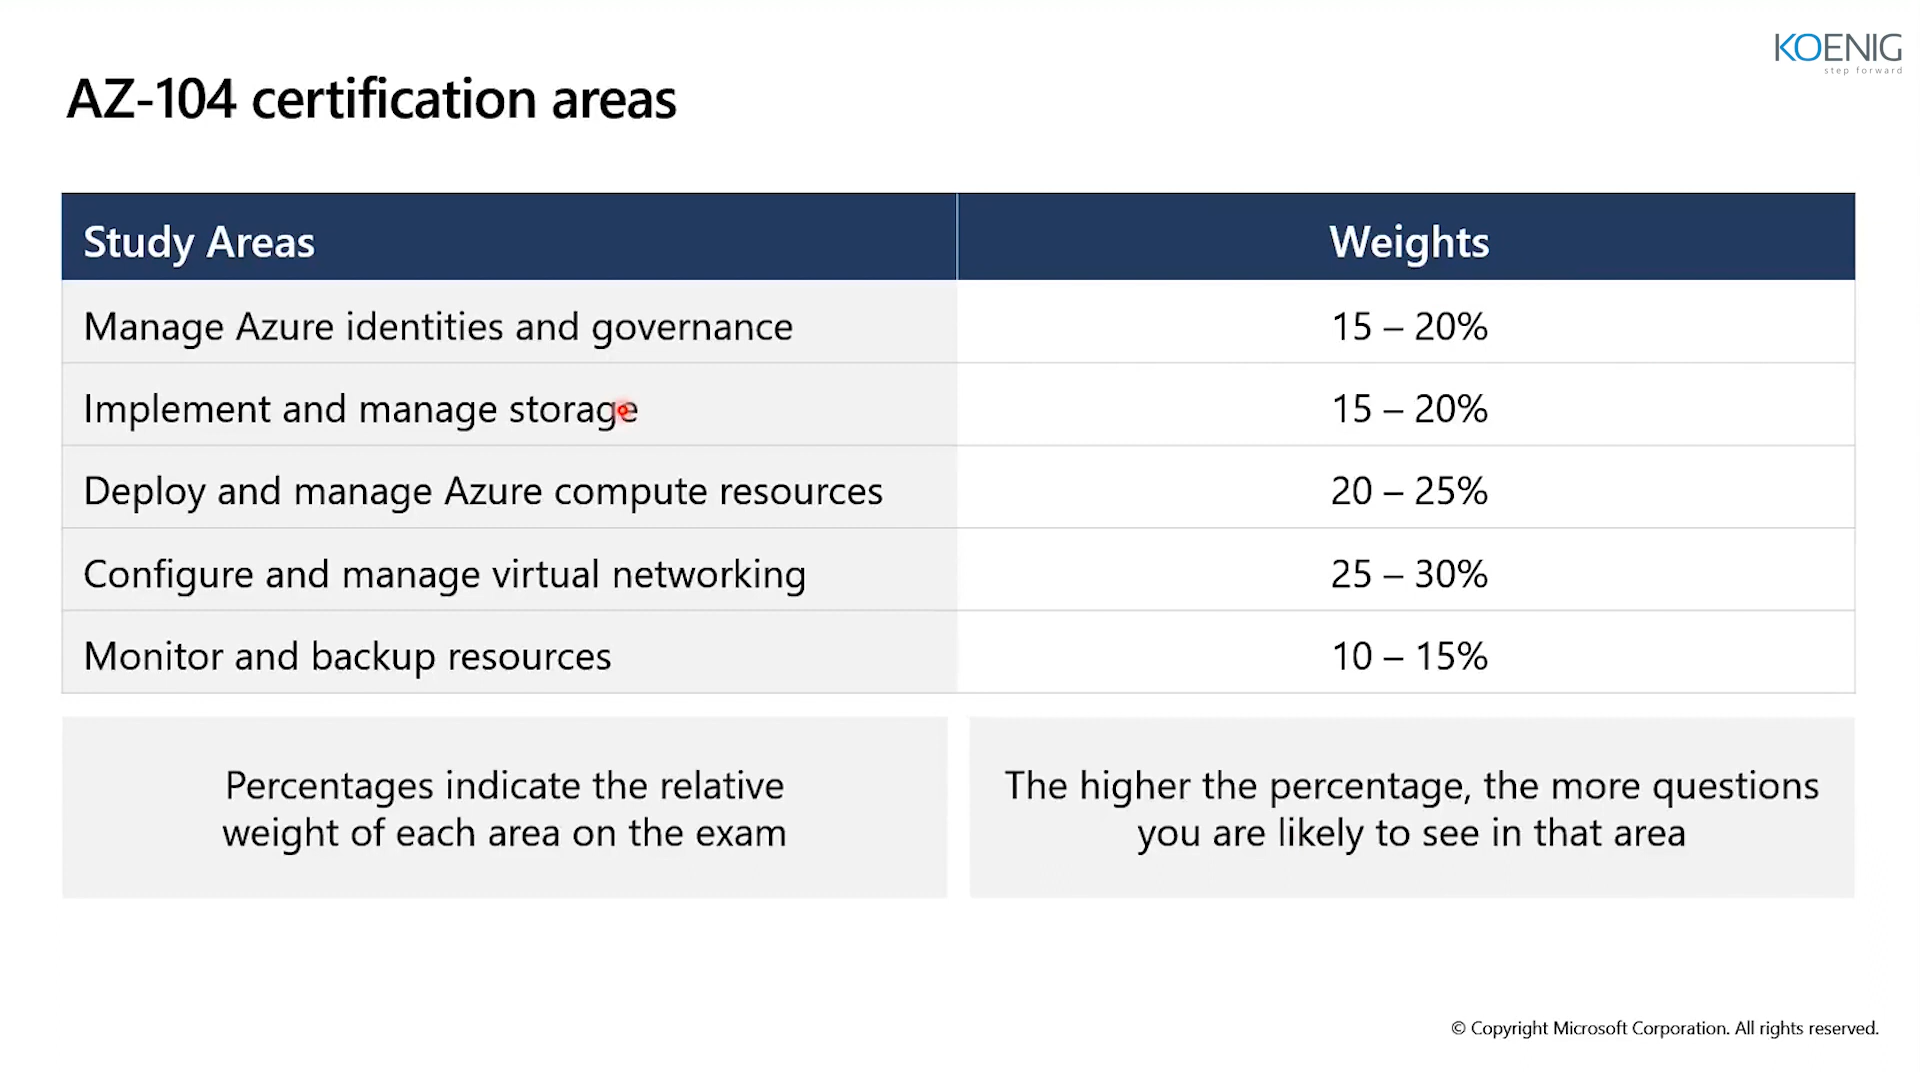 KOENIG
step forward
AZ-104 certification areas
Study Areas Weights
Manage Azure identities and governance 15 – 20%
Implement and manage storage 15 – 20%
Deploy and manage Azure compute resources 20 – 25%
Configure and manage virtual networking 25 – 30%
Monitor and backup resources 10 – 15%
Percentages indicate the relative
weight of each area on the exam
The higher the percentage, the more questions
you are likely to see in that area
© Copyright Microsoft Corporation. All rights reserved.